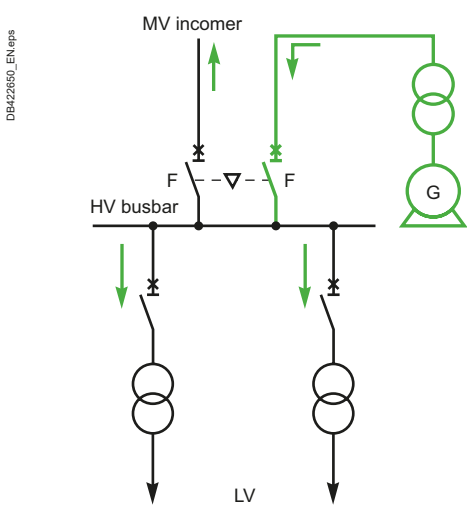 DB422650_EN.eps
MV incomer
F
F
G
HV busbar
LV